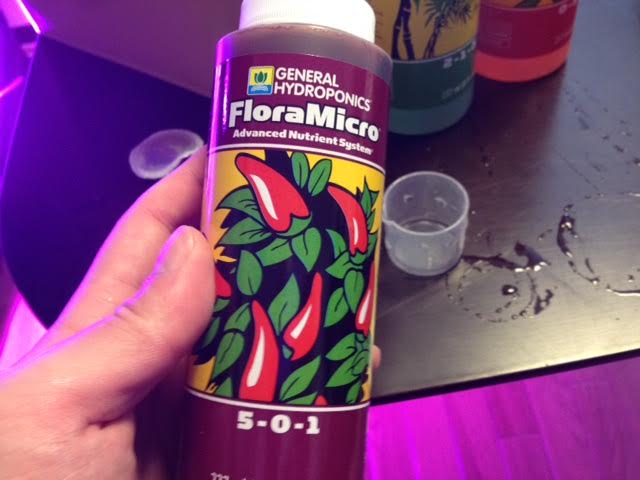 GENERAL
HYDROPONICS
FloraMicro
Advanced Nutrient System
5-0-1